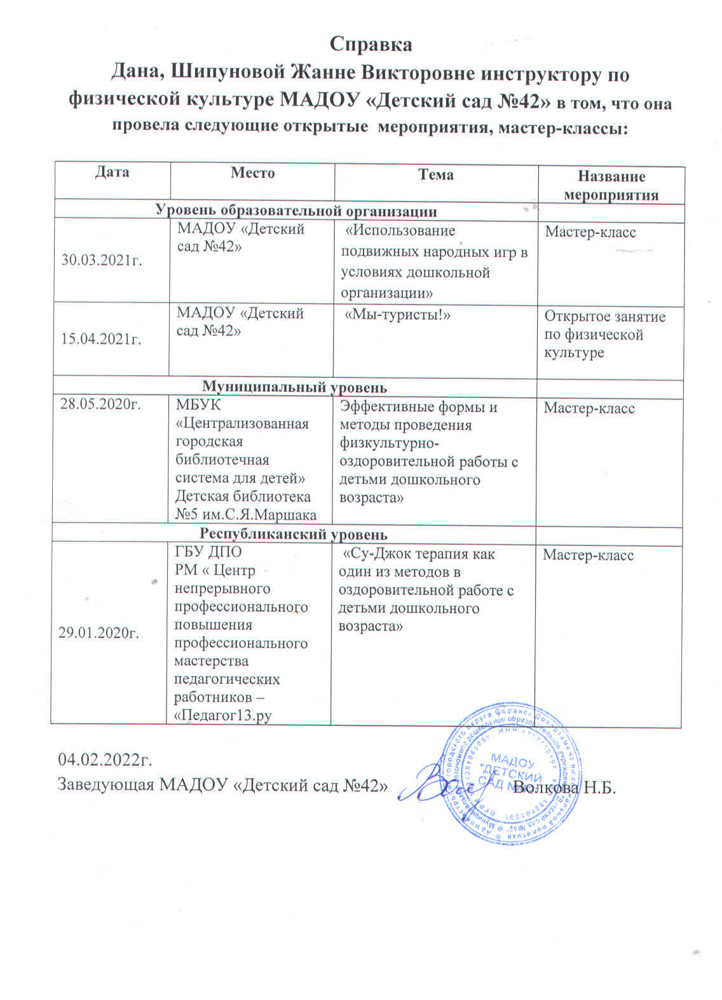 Справка
Дана, Шипуновой Жанне Викторовне инструктору по
физической культуре МАДОУ «Детский сад №42» в том, что она
провела следующие открытые мероприятия, мастер-классы:
Дата
Место
Тема
Название
мероприятия
Уровень образовательной организации
30.03.2021г.
МАДОУ «Детский
сад №42»
«Использование
подвижных народных игр в
условиях дошкольной
организации»
Мастер-класс
15.04.2021г.
МАДОУ «Детский
сад №42»
«Мы-туристы!»
Открытое занятие
по физической
культуре
Муниципальный уровень
28.05.2020г.
МБУК
«Централизованная
городская
библиотечная
система для детей»
Детская библиотека
№5 им.С.Я.Маршака
Эффективные формы и
методы проведения
физкультурно-
оздоровительной работы с
детьми дошкольного
возраста»
Мастер-класс
Республиканский уровень
29.01.2020г.
ГБУ ДПО
РМ « Центр
непрерывного
профессионального
повышения
профессионального
мастерства
педагогических
работников –
«Педагог13.ру
«Су-Джок терапия как
один из методов в
оздоровительной работе с
детьми дошкольного
возраста»
Мастер-класс
04.02.2022г.
Заведующая МАДОУ «Детский сад №42»
Волкова Н.Б.
МАДОУ
"ДЕТСКИЙ
САД